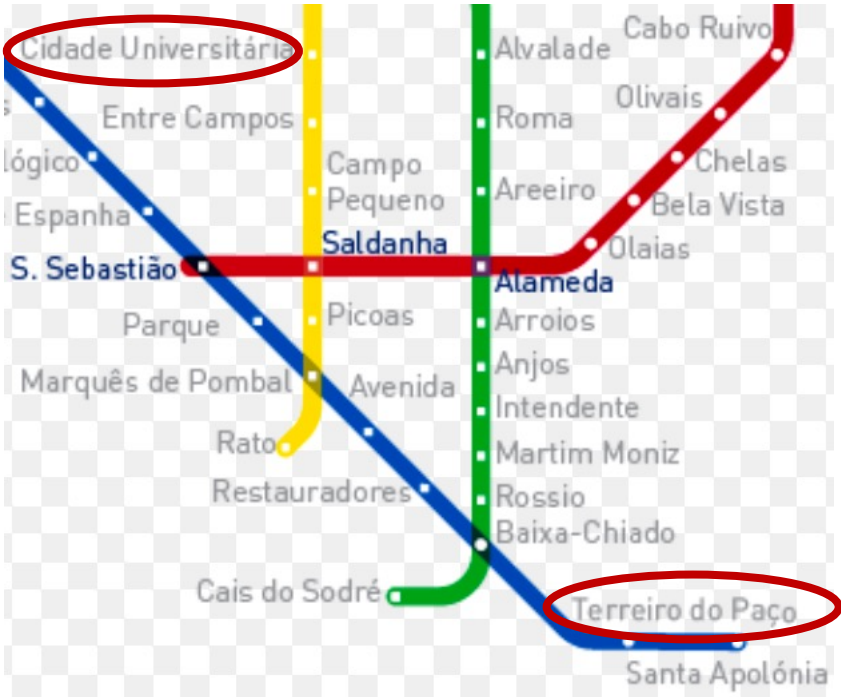 Cabo Ruivo
Cidade Universitária
Alvalade
Olivais
s
Entre Campos
Roma
lógico
Campo
Pequeno
Chelas
Areeiro
Bela Vista
Espanha
Saldanha
Olaias
S. Sebastião
Alameda
Parque
Picoas
Arroios
Anjos
Marquês de Pombal
Avenida
Intendente
Rato
Martim Moniz
Restauradores
Rossio
Baixa-Chiado
Cais do Sodré
Terreiro do Paço
Santa Apolónia